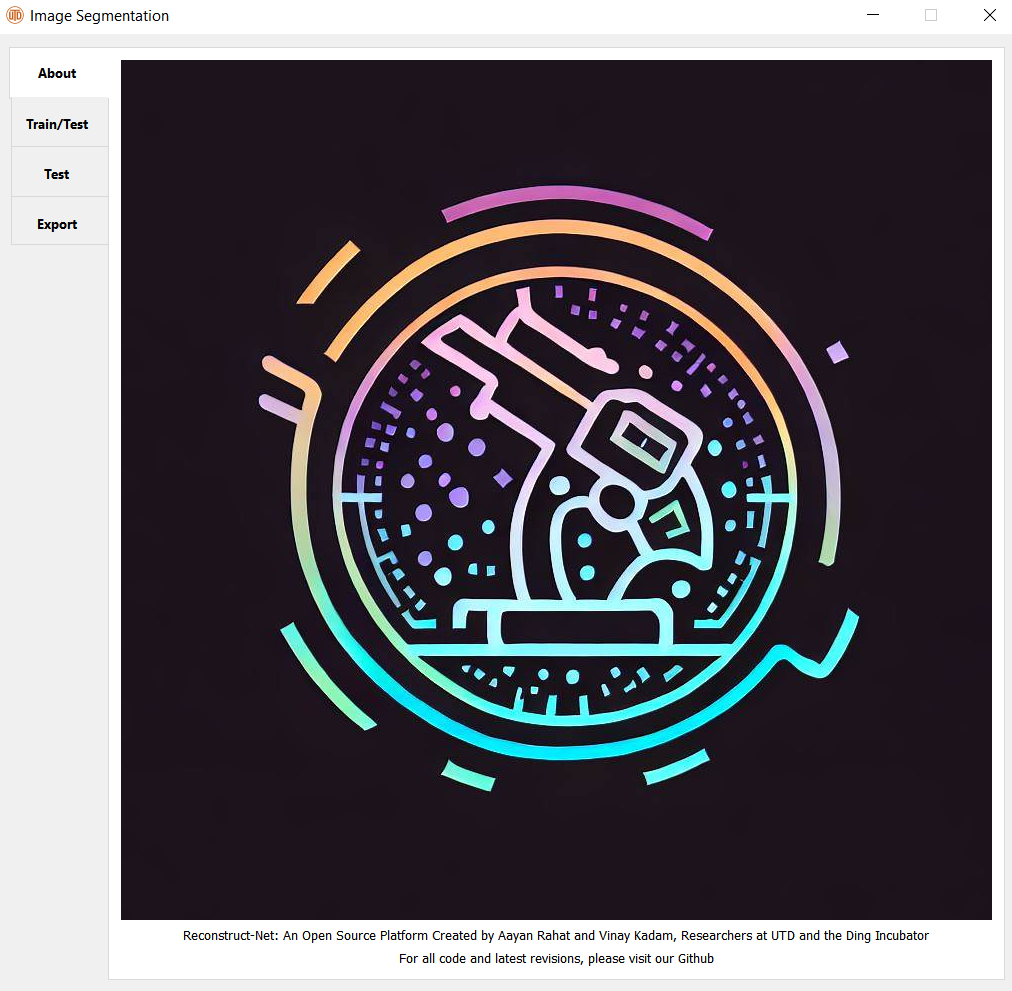 UTD
Image Segmentation
About
Train/Test
Test
Export
Reconstruct-Net: An Open Source Platform Created by Aayan Rahat and Vinay Kadam, Researchers at UTD and the Ding Incubator
For all code and latest revisions, please visit our Github